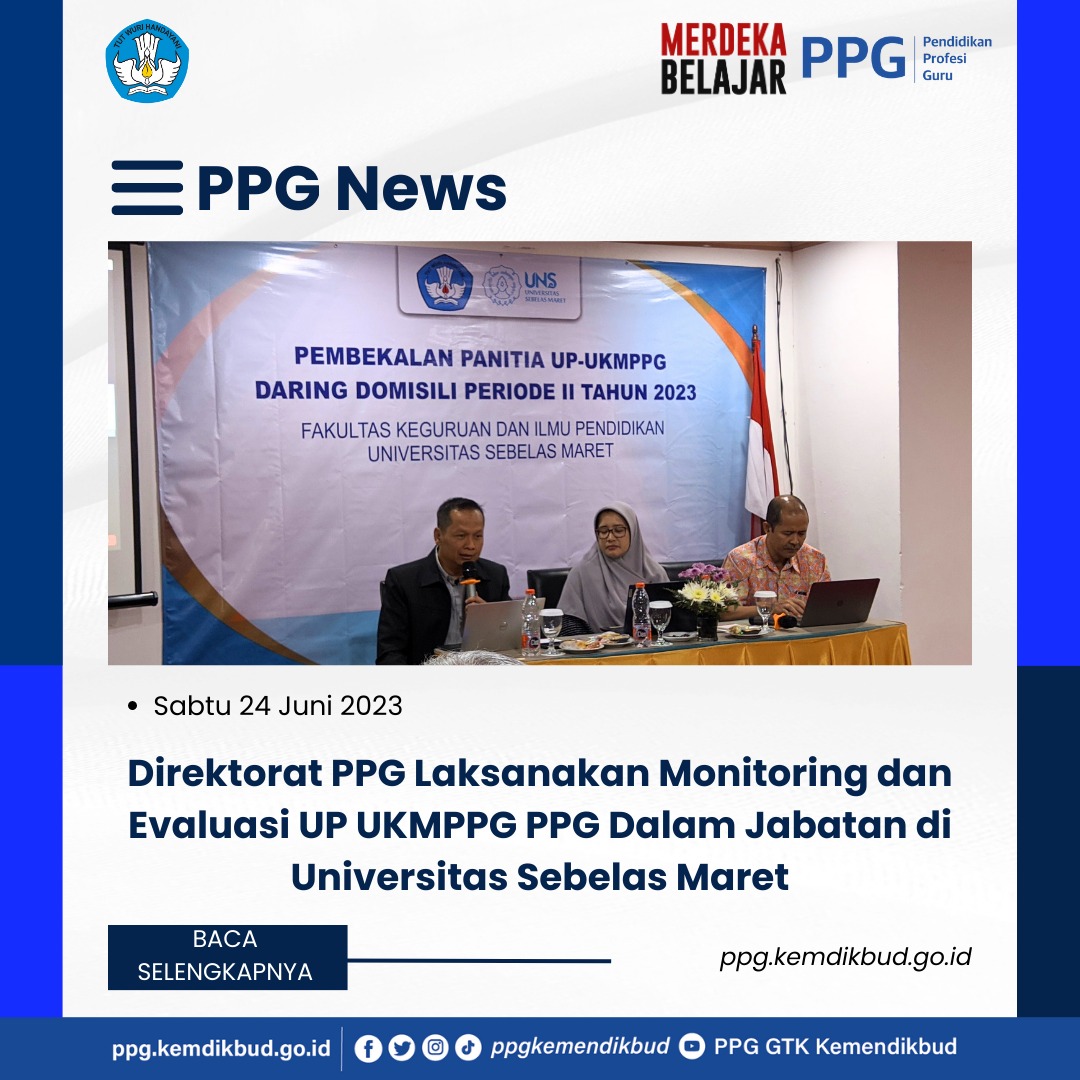 TUT WURI HANDAYANI
MERDEKA
BELAJAR
PPG
Pendidikan
Profesi
Guru
PPG News
TUT WURI HANDAYANI
UNS
UNIVERSITAS
SEBELAS MARET
PEMBEKALAN PANITIA UP-UKMPPG
DARING DOMISILI PERIODE II TAHUN 2023
FAKULTAS KEGURUAN DAN ILMU PENDIDIKAN
UNIVERSITAS SEBELAS MARET
• Sabtu 24 Juni 2023
Direktorat PPG Laksanakan Monitoring dan
Evaluasi UP UKMPPG PPG Dalam Jabatan di
Universitas Sebelas Maret
BACA
SELENGKAPNYA
ppg.kemdikbud.go.id
ppg.kemdikbud.go.id
ppgkemendikbud
PPG GTK Kemendikbud